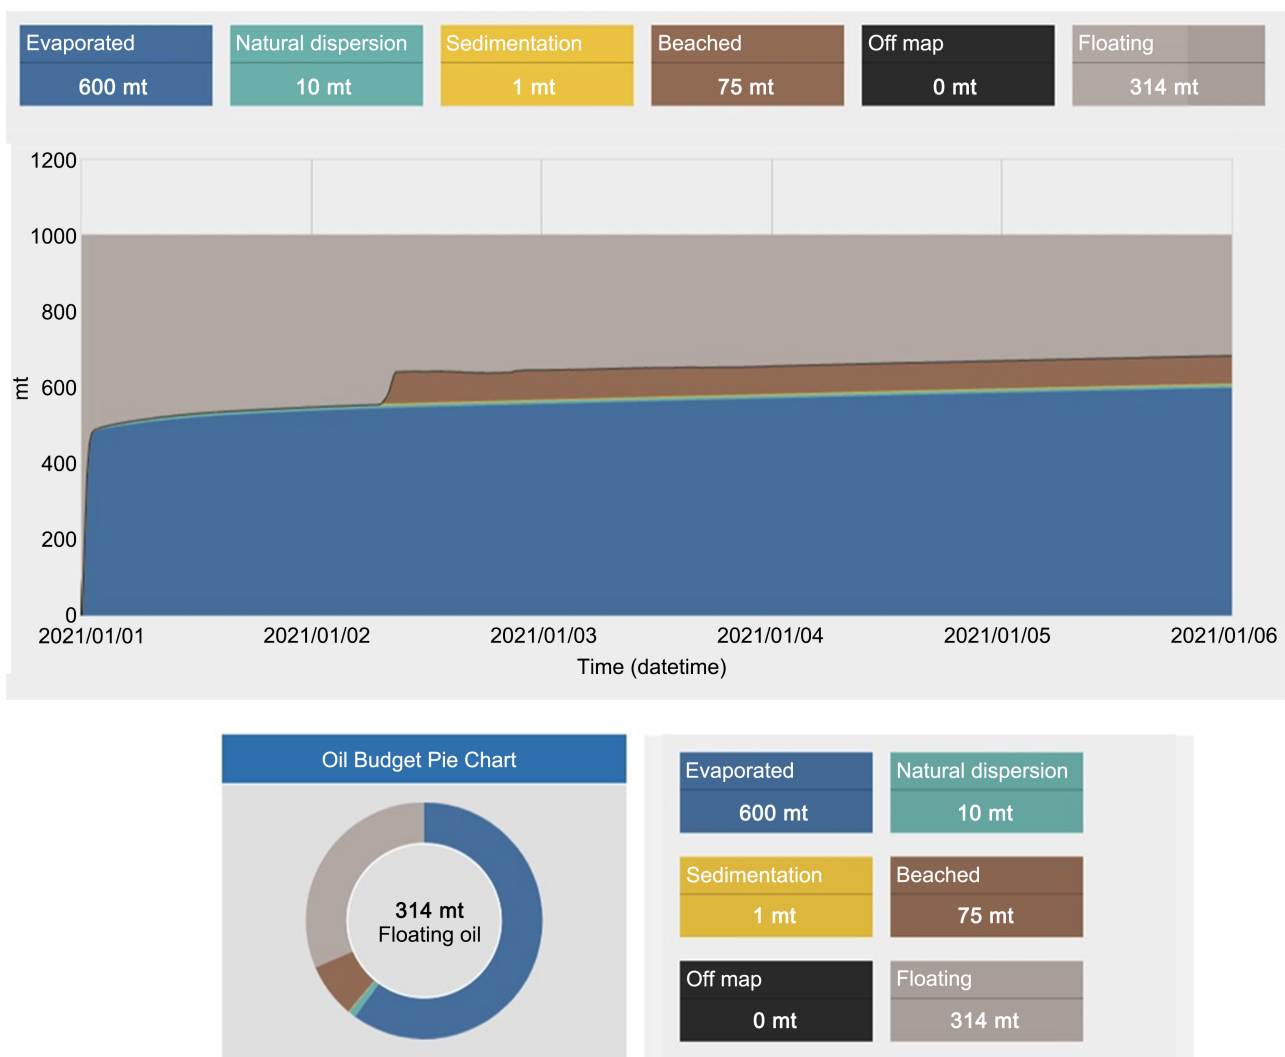 Evaporated Natural dispersion Sedimentation Beached Off map Floating
600 mt 10 mt 1 mt 75 mt 0 mt 314 mt
1200
1000
800
600
400
200
0
mt
2021/01/01 2021/01/02 2021/01/03 2021/01/04 2021/01/05 2021/01/06
Time (datetime)
Oil Budget Pie Chart
314 mt
Floating oil
Evaporated Natural dispersion
600 mt 10 mt
Sedimentation Beached
1 mt 75 mt
Off map Floating
0 mt 314 mt